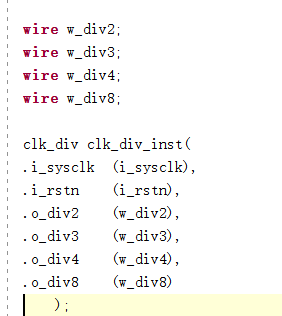 wire w_div2;
wire w_div3;
wire w_div4;
wire w_div8;
clk_div clk_div_inst(
.i_sysclk  (i_sysclk),
.i_rstn    (i_rstn),
.o_div2    (w_div2),
.o_div3    (w_div3),
.o_div4    (w_div4),
.o_div8    (w_div8)
    );